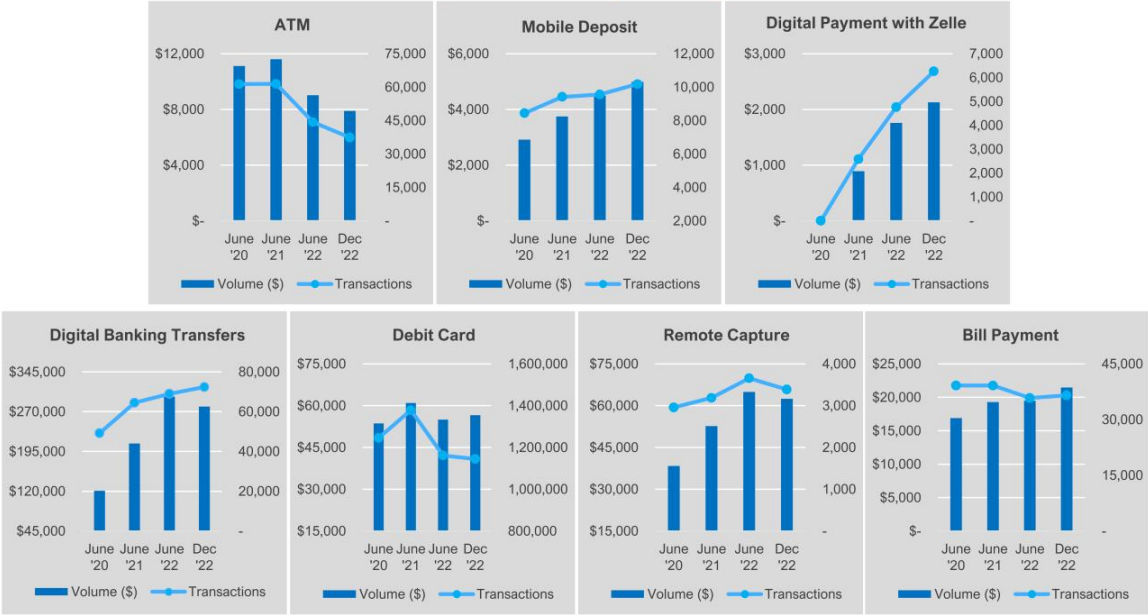 ATM
$12,000
$8,000
$4,000
$-
75,000
60,000
45,000
30,000
15,000
-
June '20
June '21
June '22
Dec '22
Volume ($)
Transactions
Mobile Deposit
$6,000
$4,000
$2,000
$-
12,000
10,000
8,000
6,000
4,000
2,000
June '20
June '21
June '22
Dec '22
Volume ($)
Transactions
Digital Payment with Zelle
$3,000
$2,000
$1,000
$-
7,000
6,000
5,000
4,000
3,000
2,000
1,000
-
June '20
June '21
June '22
Dec '22
Volume ($)
Transactions
Digital Banking Transfers
$345,000
$270,000
$195,000
$120,000
$45,000
80,000
60,000
40,000
20,000
-
June '20
June '21
June '22
Dec '22
Volume ($)
Transactions
Debit Card
$75,000
$60,000
$45,000
$30,000
$15,000
1,600,000
1,400,000
1,200,000
1,000,000
800,000
June '20
June '21
June '22
Dec '22
Volume ($)
Transactions
Remote Capture
$75,000
$60,000
$45,000
$30,000
$15,000
4,000
3,000
2,000
1,000
-
June '20
June '21
June '22
Dec '22
Volume ($)
Transactions
Bill Payment
$25,000
$20,000
$15,000
$10,000
$5,000
$-
45,000
30,000
15,000
-
June '20
June '21
June '22
Dec '22
Volume ($)
Transactions